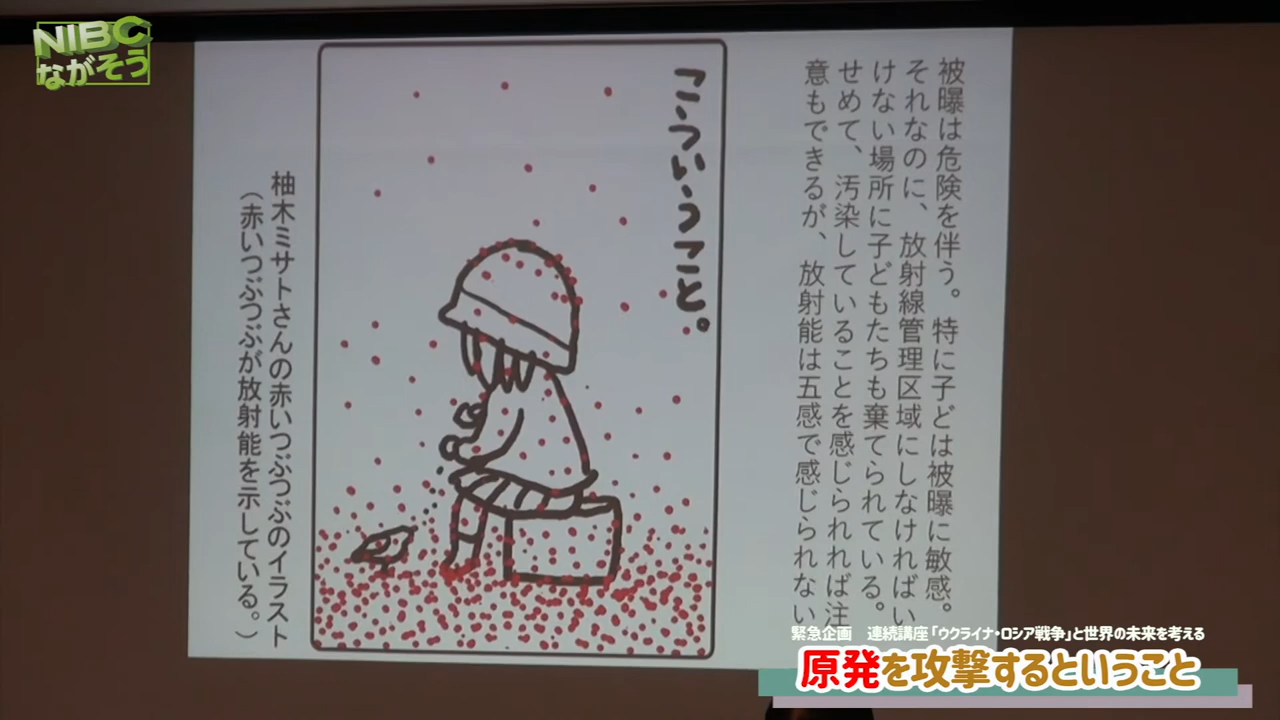 NIBC
ながそう
被曝は危険を伴う。特に子どは被曝に敏感。
それなのに、放射線管理区域にしなければい
けない場所に子どもたちも棄てられている。
せめて、汚染していることを感じられれば注
意もできるが、放射能は五感で感じられない
こういうこと。
柚木ミサトさんの赤いつぶつぶのイラスト
（赤いつぶつぶが放射能を示している。）
緊急企画　連続講座「ウクライナ・ロシア戦争」と世界の未来を考える
原発を攻撃するということ